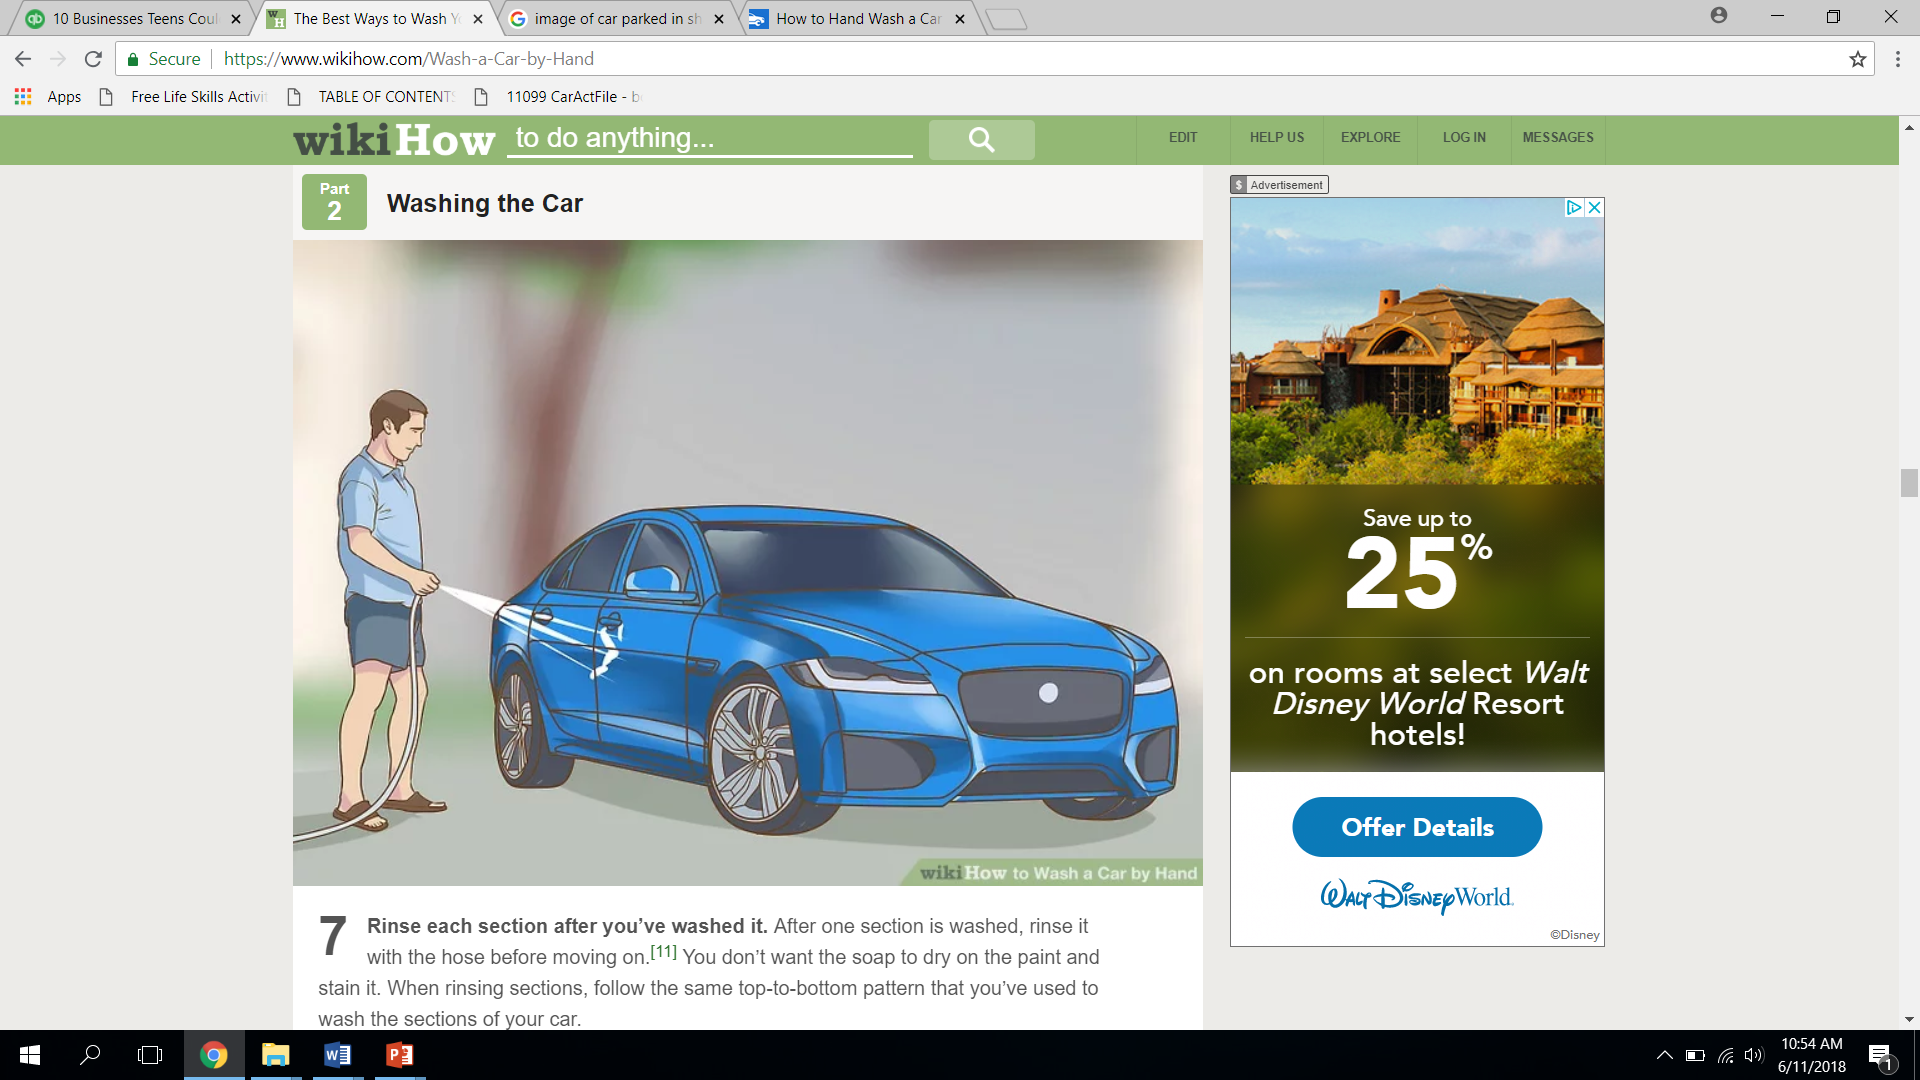 10 Businesses Teens Coul
The Best Ways to Wash Y
image of car parked in sh
How to Hand Wash a Car
Secure
https://www.wikihow.com/Wash-a-Car-by-Hand
Apps
Free Life Skills Activit
TABLE OF CONTENTS
11099 CarActFile - b
wikiHow to do anything...
EDIT
HELP US
EXPLORE
LOG IN
MESSAGES
Part
2
Washing the Car
$ Advertisement
Save up to
25%
on rooms at select Walt
Disney World Resort
hotels!
Offer Details
Walt Disney World
©Disney
wikiHow to Wash a Car by Hand
7 Rinse each section after you’ve washed it. After one section is washed, rinse it
with the hose before moving on.[11] You don’t want the soap to dry on the paint and
stain it. When rinsing sections, follow the same top-to-bottom pattern that you’ve used to
wash the sections of your car.
10:54 AM
6/11/2018
1